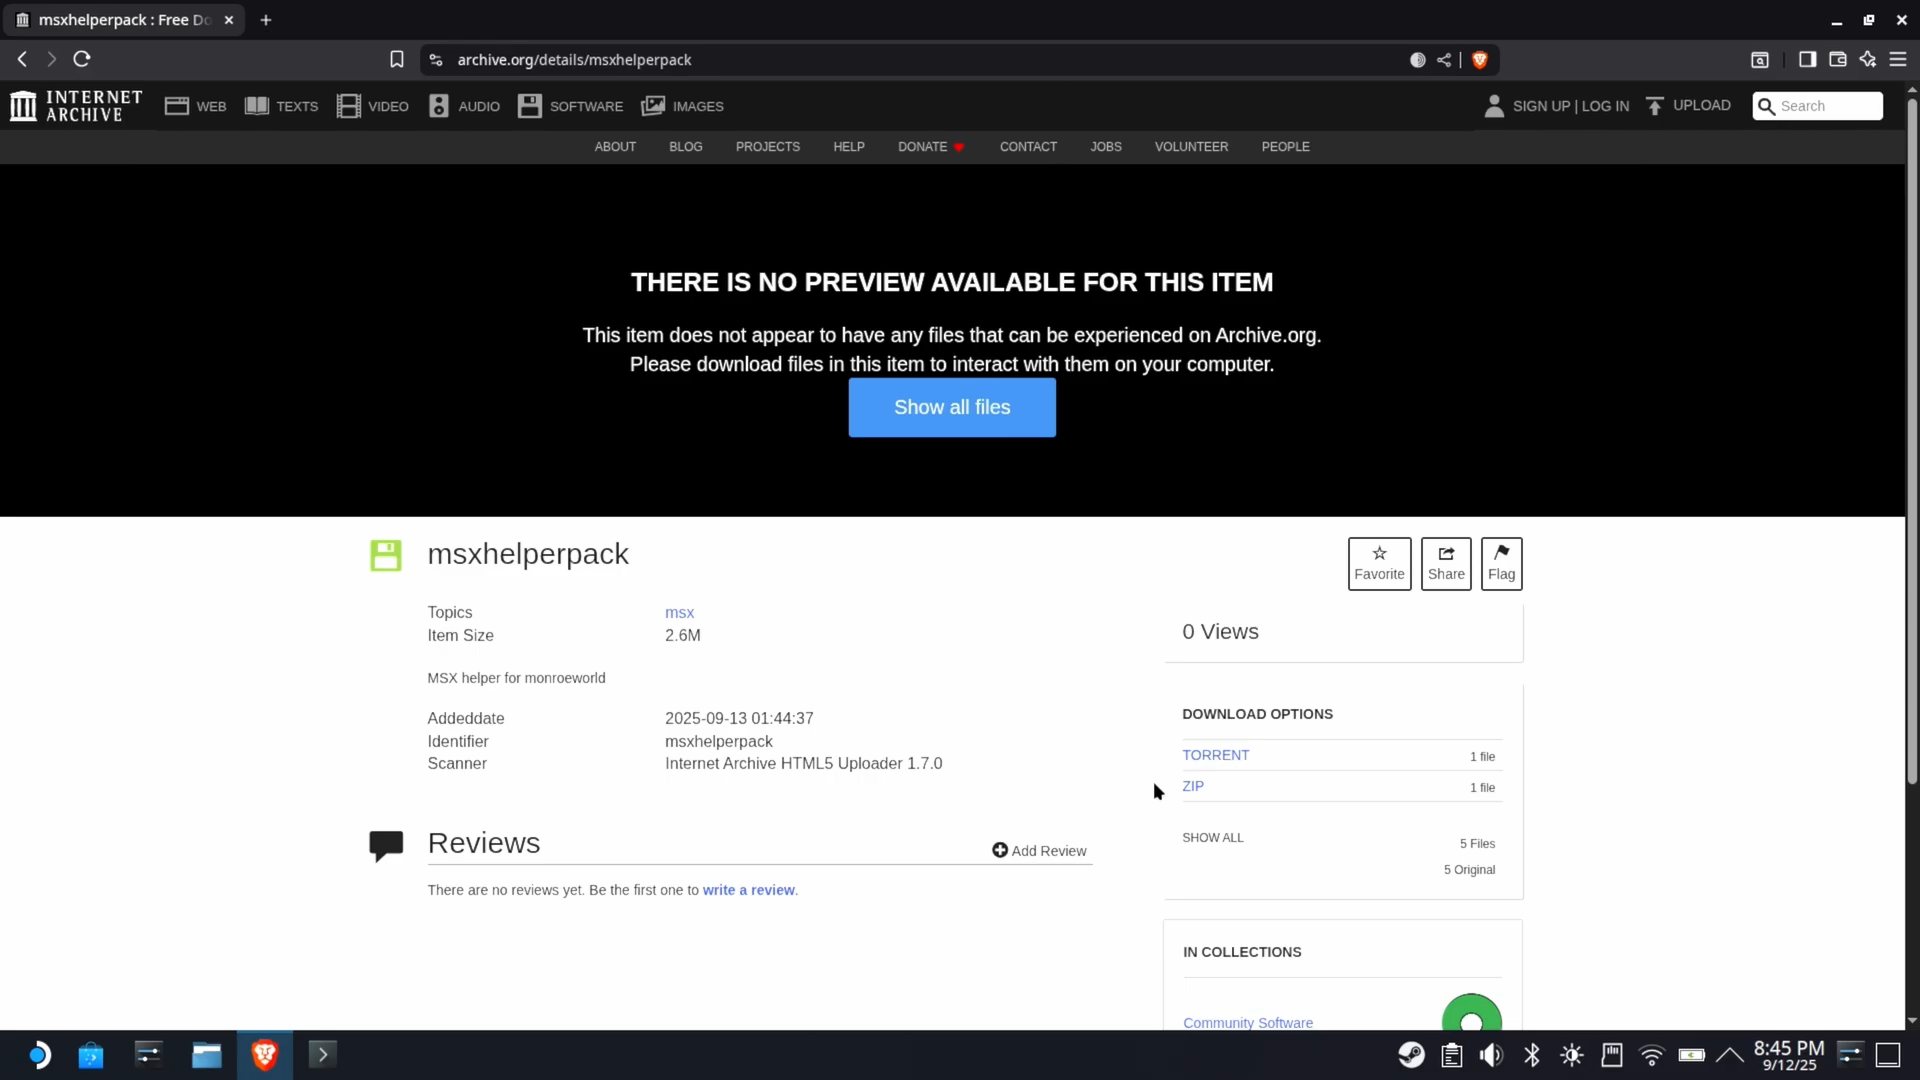 msxhelperpack : Free Do
archive.org/details/msxhelperpack
INTERNET ARCHIVE
WEB
TEXTS
VIDEO
AUDIO
SOFTWARE
IMAGES
SIGN UP | LOG IN
UPLOAD
Search
ABOUT
BLOG
PROJECTS
HELP
DONATE
CONTACT
JOBS
VOLUNTEER
PEOPLE
THERE IS NO PREVIEW AVAILABLE FOR THIS ITEM
This item does not appear to have any files that can be experienced on Archive.org.
Please download files in this item to interact with them on your computer.
Show all files
msxhelperpack
Favorite
Share
Flag
Topics msx
Item Size 2.6M
MSX helper for monroeworld
Addeddate 2025-09-13 01:44:37
Identifier msxhelperpack
Scanner Internet Archive HTML5 Uploader 1.7.0
Reviews
Add Review
There are no reviews yet. Be the first one to write a review.
0 Views
DOWNLOAD OPTIONS
TORRENT 1 file
ZIP 1 file
SHOW ALL 5 Files
5 Original
IN COLLECTIONS
Community Software
8:45 PM
9/12/25